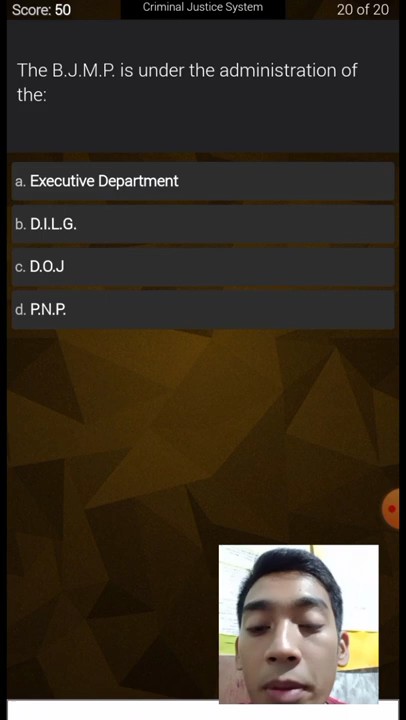 Score: 50
Criminal Justice System
20 of 20
The B.J.M.P. is under the administration of
the:
a. Executive Department
b. D.I.L.G.
c. D.O.J
d. P.N.P.